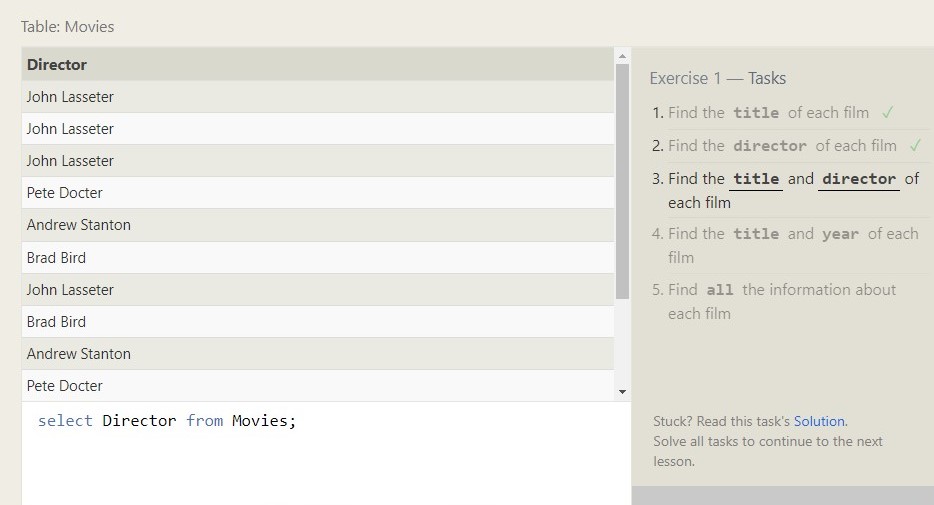 Table: Movies
Director
John Lasseter
John Lasseter
John Lasseter
Pete Docter
Andrew Stanton
Brad Bird
John Lasseter
Brad Bird
Andrew Stanton
Pete Docter
select Director from Movies;
Exercise 1 — Tasks
1. Find the title of each film ✓
2. Find the director of each film ✓
3. Find the title and director of
each film
4. Find the title and year of each
film
5. Find all the information about
each film
Stuck? Read this task's Solution.
Solve all tasks to continue to the next
lesson.